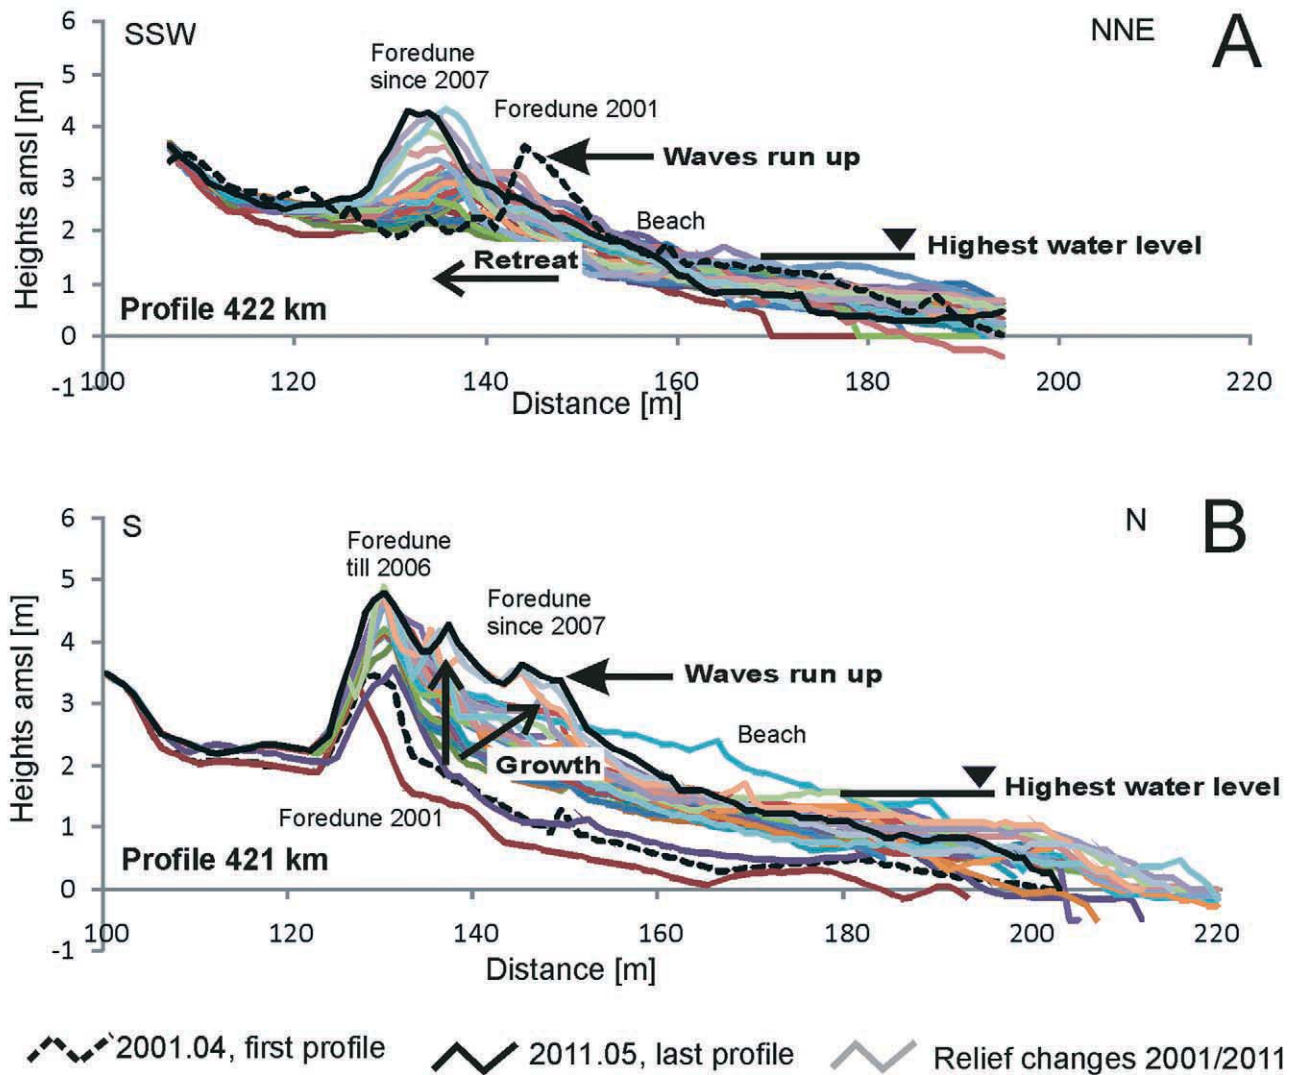 6
SSW
NNE
A
Foredune
since 2007
5
Foredune 2001
4
Waves run up
3
Beach
2
Highest water level
Retreat
1
Profile 422 km
0
-1
100
120
140
160
180
200
220
Heights amsl [m]
Distance [m]
6
S
N
B
Foredune
till 2006
5
Foredune
since 2007
4
Waves run up
3
Beach
2
Growth
Highest water level
Foredune 2001
1
Profile 421 km
0
-1
100
120
140
160
180
200
220
Heights amsl [m]
Distance [m]
2001.04, first profile
2011.05, last profile
Relief changes 2001/2011